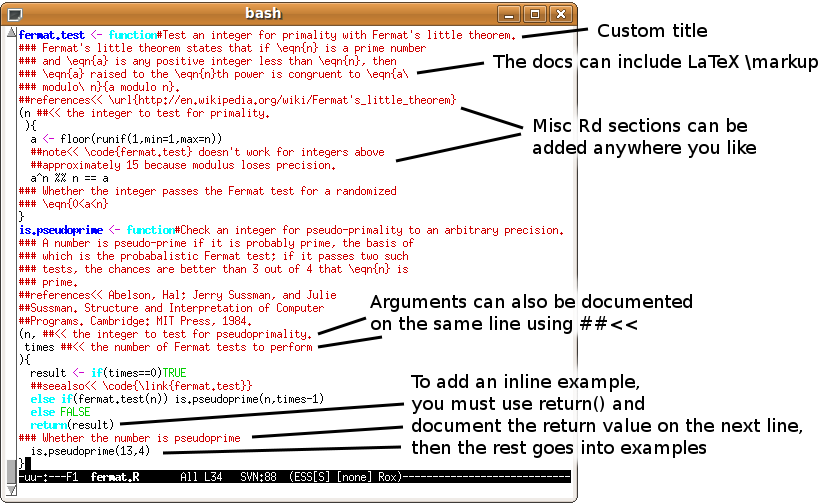 bash
fermat.test <- function#Test an integer for primality with Fermat's little theorem.
### Fermat's little theorem states that if \eqn{n} is a prime number
### and \eqn{a} is any positive integer less than \eqn{n}, then
### \eqn{a} raised to the \eqn{n}th power is congruent to \eqn{a\
### modulo\ n}{a modulo n}.
##references<< \url{http://en.wikipedia.org/wiki/Fermat's_little_theorem}
(n ##<< the integer to test for primality.
){
a <- floor(runif(1,min=1,max=n))
##note<< \code{fermat.test} doesn't work for integers above
##approximately 15 because modulus loses precision.
a^n %% n == a
### Whether the integer passes the Fermat test for a randomized
### \eqn{0<a<n}
}
is.pseudoprime <- function#Check an integer for pseudo-primality to an arbitrary precision.
### A number is pseudo-prime if it is probably prime, the basis of
### which is the probabalistic Fermat test; if it passes two such
### tests, the chances are better than 3 out of 4 that \eqn{n} is
### prime.
##references<< Abelson, Hal; Jerry Sussman, and Julie
##Sussman. Structure and Interpretation of Computer
##Programs. Cambridge: MIT Press, 1984.
(n, ##<< the integer to test for pseudoprimality.
times ##<< the number of Fermat tests to perform
){
result <- if(times==0)TRUE
##seealso<< \code{\link{fermat.test}}
else if(fermat.test(n)) is.pseudoprime(n,times-1)
else FALSE
return(result)
### Whether the number is pseudoprime
is.pseudoprime(13,4)
}
-uu-:---F1 fermat.R All L34 SVN:88 (ESS[S] [none] Rox)----------------------------
Custom title
The docs can include LaTeX \markup
Misc Rd sections can be
added anywhere you like
Arguments can also be documented
on the same line using ##<<
To add an inline example,
you must use return() and
document the return value on the next line,
then the rest goes into examples